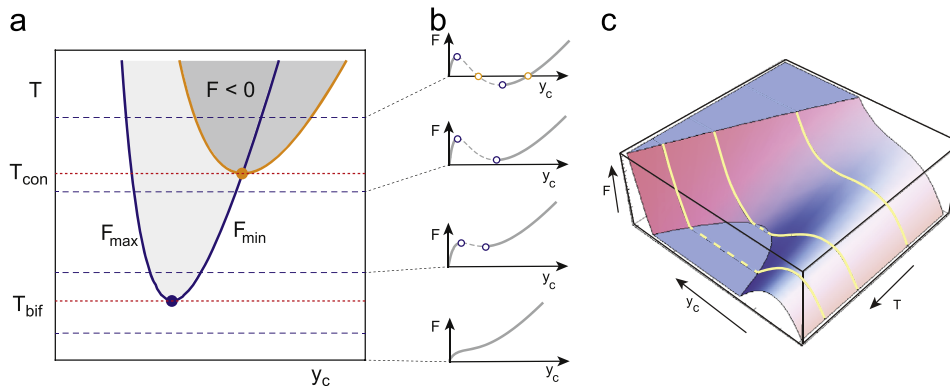 a
T
F < 0
T_con
F_max
F_min
T_bif
y_c
b
F
y_c
F
y_c
F
y_c
F
y_c
c
F
y_c
T